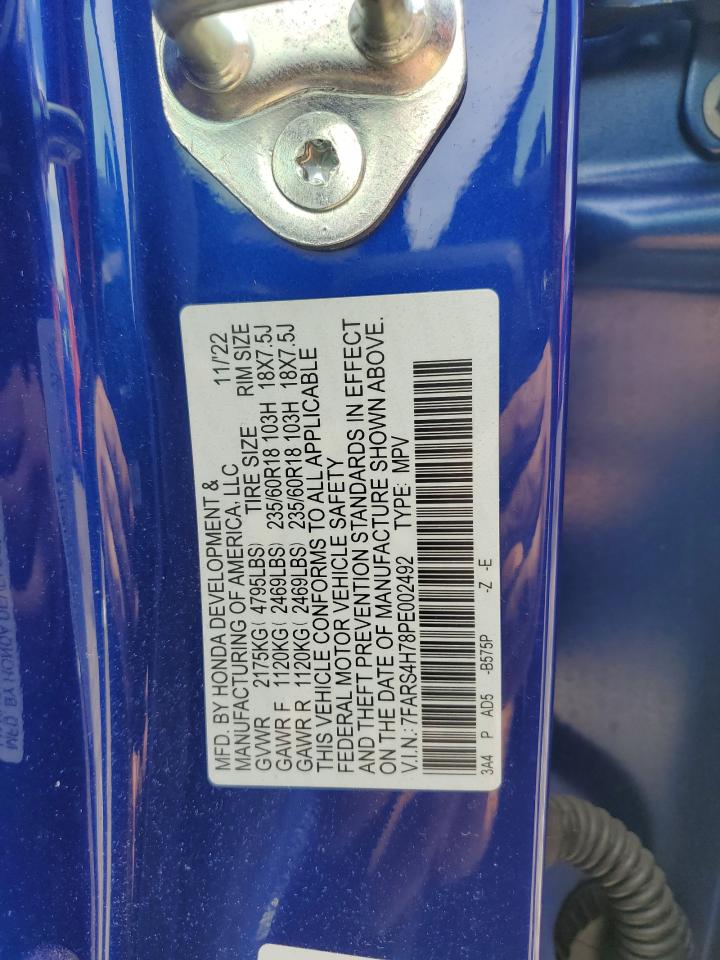 MFD. BY HONDA DEVELOPMENT &
MANUFACTURING OF AMERICA, LLC 11/'22
GVWR 2175KG( 4795LBS) TIRE SIZE RIM SIZE
GAWR F 1120KG( 2469LBS) 235/60R18 103H 18X7.5J
GAWR R 1120KG( 2469LBS) 235/60R18 103H 18X7.5J
THIS VEHICLE CONFORMS TO ALL APPLICABLE
FEDERAL MOTOR VEHICLE SAFETY
AND THEFT PREVENTION STANDARDS IN EFFECT
ON THE DATE OF MANUFACTURE SHOWN ABOVE.
V.I.N.: 7FARS4H78PE002492 TYPE: MPV
3A4 P AD5 -B575P -Z -E